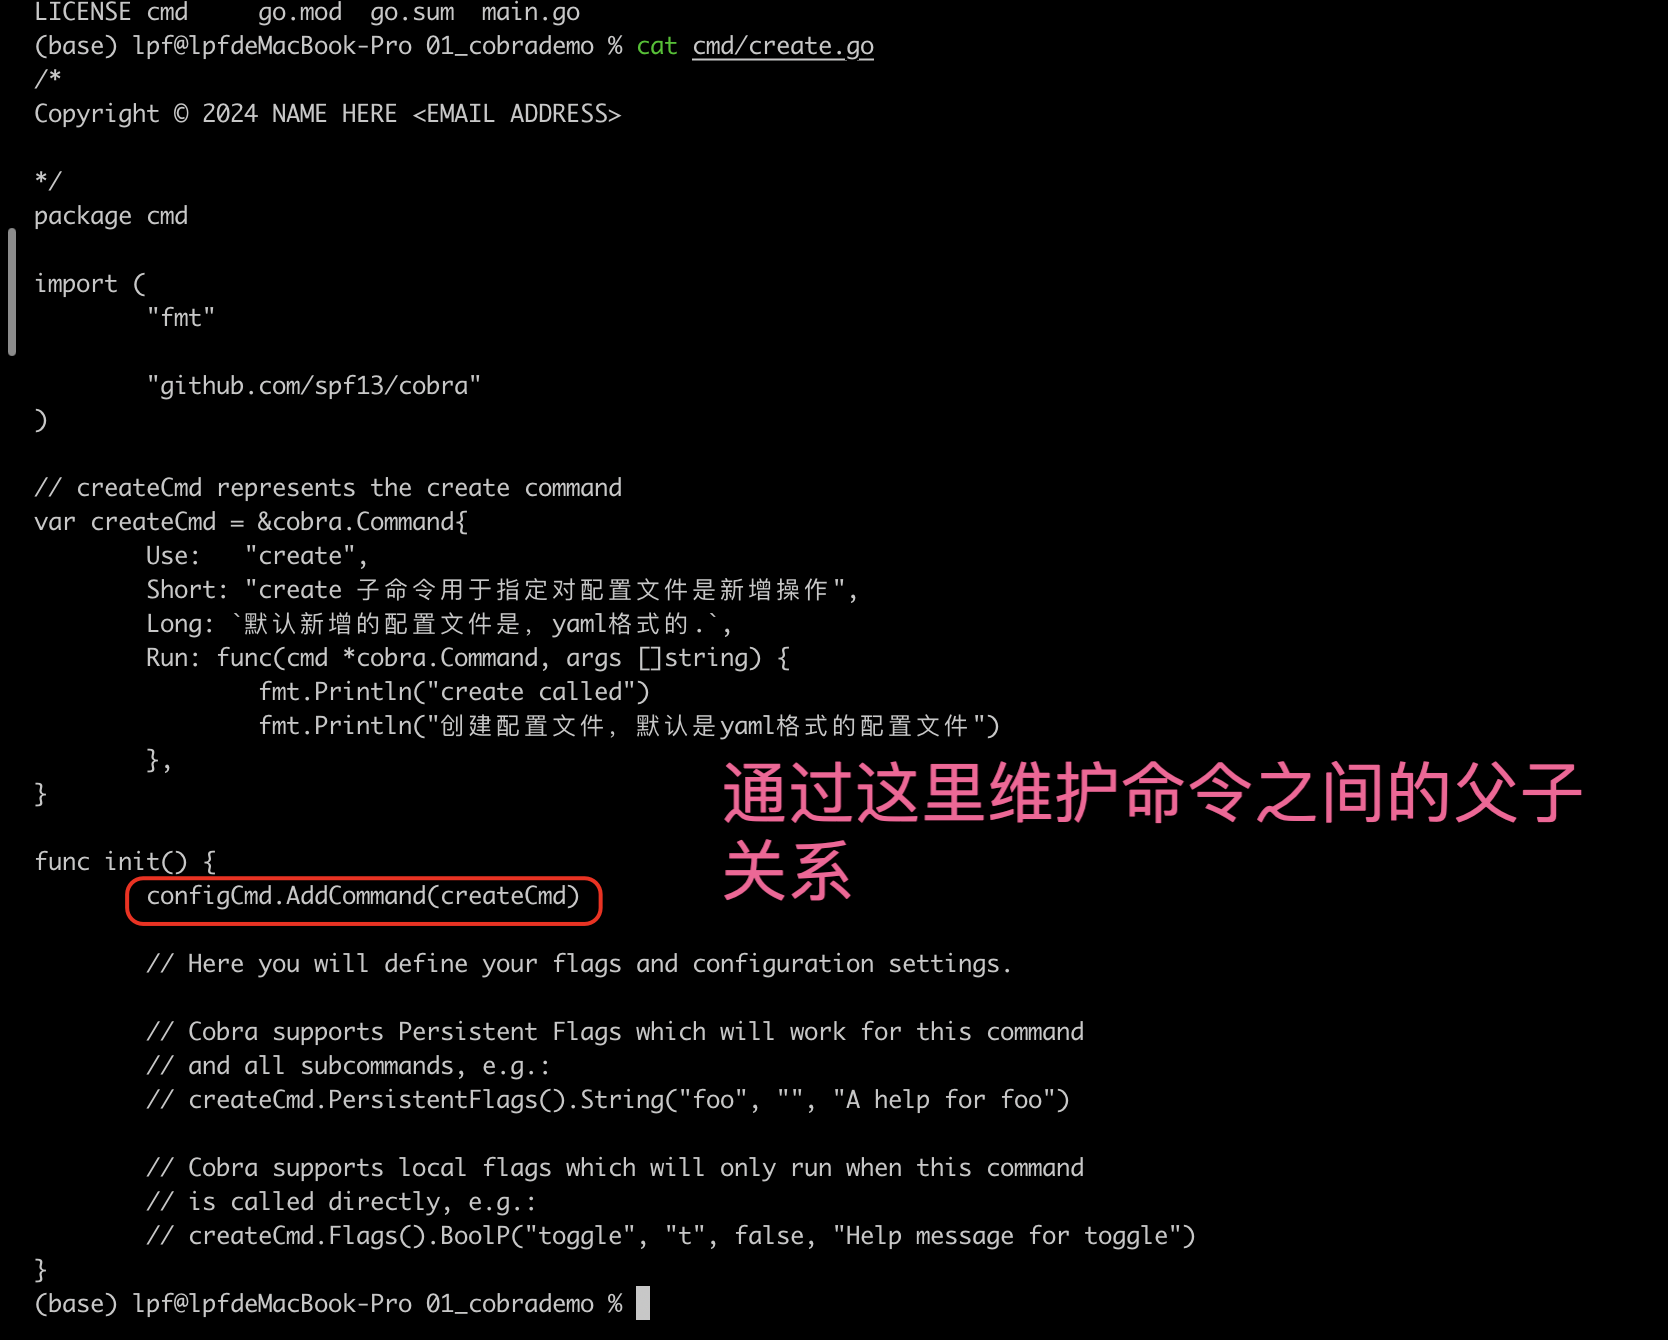 LICENSE cmd     go.mod  go.sum  main.go
(base) lpf@lpfdeMacBook-Pro 01_cobrademo % cat cmd/create.go
/*
Copyright © 2024 NAME HERE <EMAIL ADDRESS>

*/
package cmd

import (
        "fmt"

        "github.com/spf13/cobra"
)

// createCmd represents the create command
var createCmd = &cobra.Command{
        Use:   "create",
        Short: "create 子命令用于指定对配置文件是新增操作",
        Long: `默认新增的配置文件是，yaml格式的.`,
        Run: func(cmd *cobra.Command, args []string) {
                fmt.Println("create called")
                fmt.Println("创建配置文件，默认是yaml格式的配置文件")
        },
}
通过这里维护命令之间的父子
关系

func init() {
        configCmd.AddCommand(createCmd)

        // Here you will define your flags and configuration settings.

        // Cobra supports Persistent Flags which will work for this command
        // and all subcommands, e.g.:
        // createCmd.PersistentFlags().String("foo", "", "A help for foo")

        // Cobra supports local flags which will only run when this command
        // is called directly, e.g.:
        // createCmd.Flags().BoolP("toggle", "t", false, "Help message for toggle")
}
(base) lpf@lpfdeMacBook-Pro 01_cobrademo %